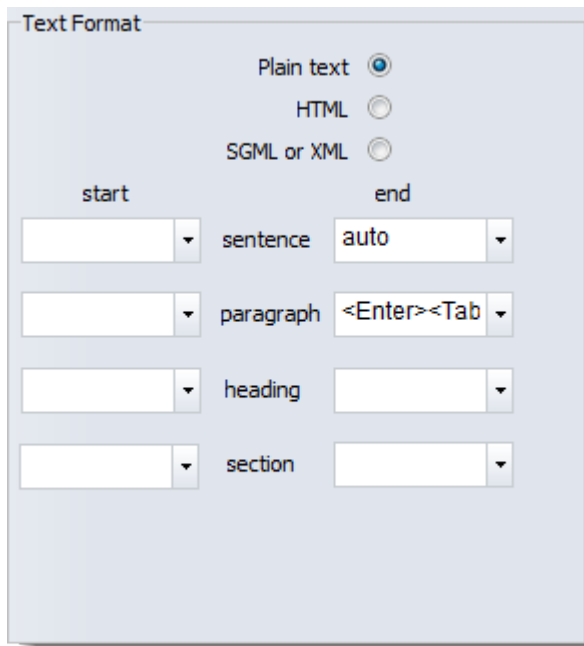 Text Format
Plain text
HTML
SGML or XML
start end
sentence auto
paragraph <Enter><Tab
heading
section